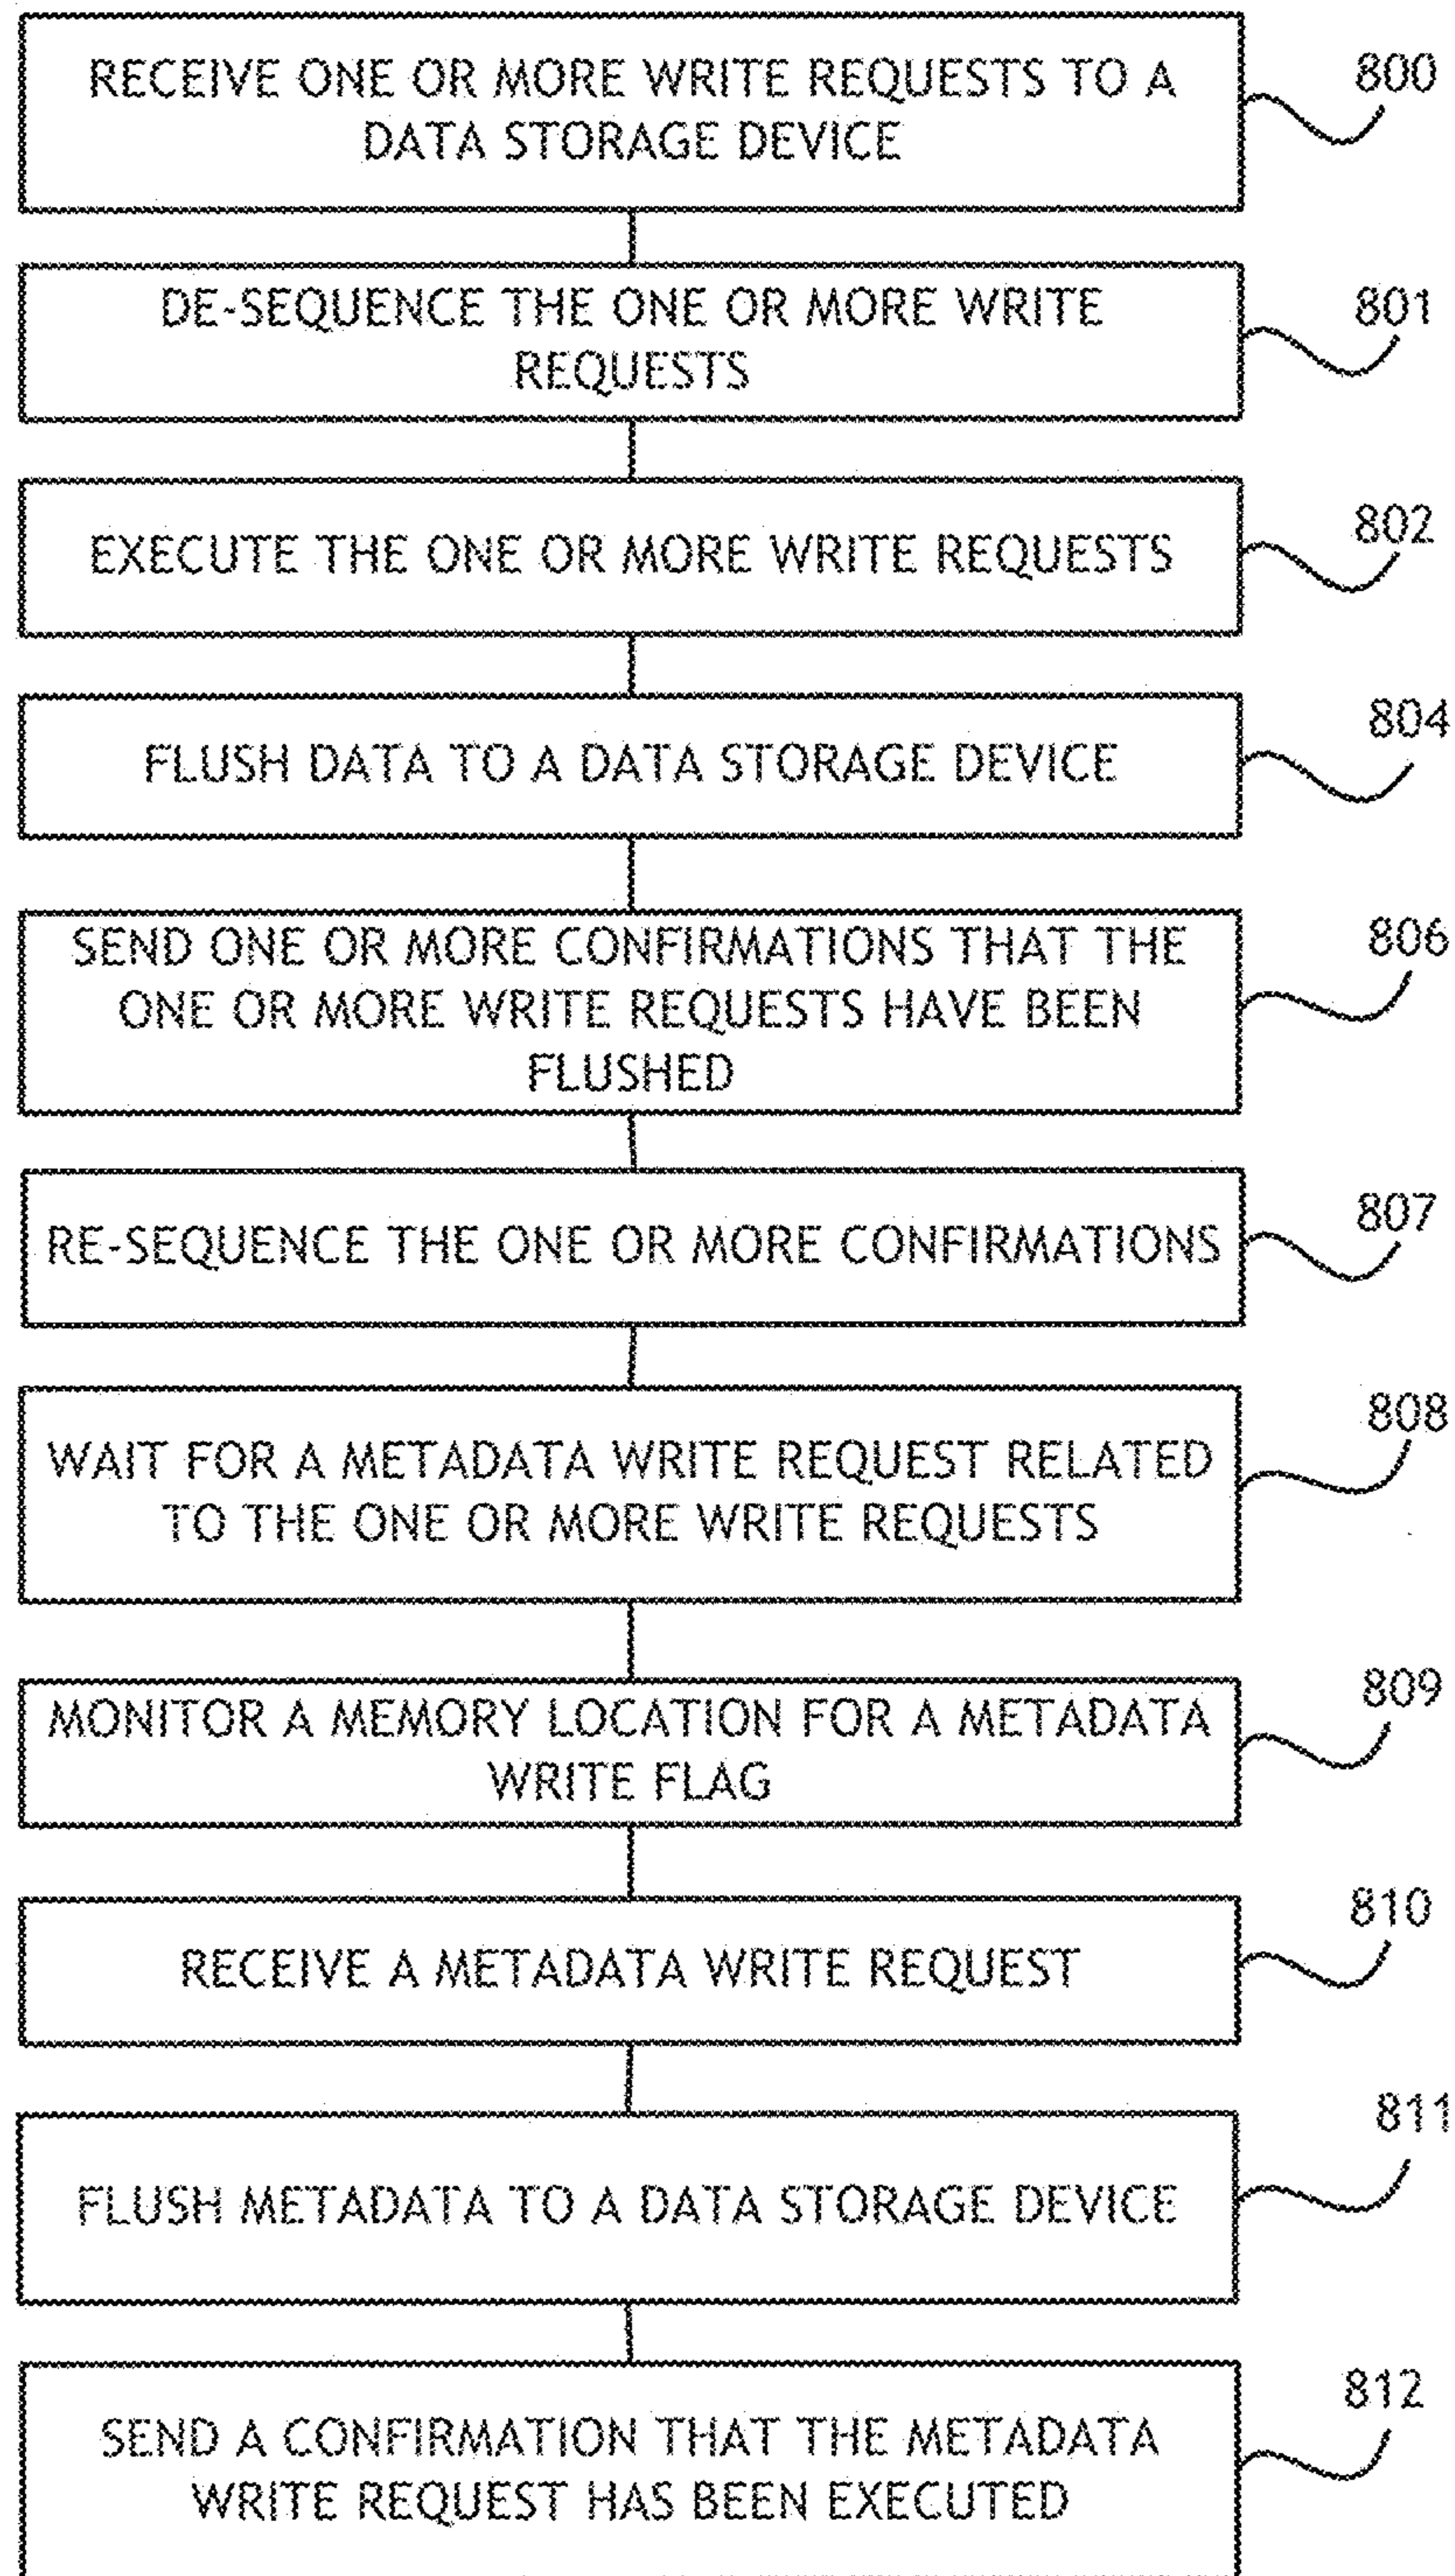 RECEIVE ONE OR MORE WRITE REQUESTS TO A
DATA STORAGE DEVICE
800
DE-SEQUENCE THE ONE OR MORE WRITE
REQUESTS
801
EXECUTE THE ONE OR MORE WRITE REQUESTS
802
FLUSH DATA TO A DATA STORAGE DEVICE
804
SEND ONE OR MORE CONFIRMATIONS THAT THE
ONE OR MORE WRITE REQUESTS HAVE BEEN
FLUSHED
806
RE-SEQUENCE THE ONE OR MORE CONFIRMATIONS
807
WAIT FOR A METADATA WRITE REQUEST RELATED
TO THE ONE OR MORE WRITE REQUESTS
808
MONITOR A MEMORY LOCATION FOR A METADATA
WRITE FLAG
809
RECEIVE A METADATA WRITE REQUEST
810
FLUSH METADATA TO A DATA STORAGE DEVICE
811
SEND A CONFIRMATION THAT THE METADATA
WRITE REQUEST HAS BEEN EXECUTED
812